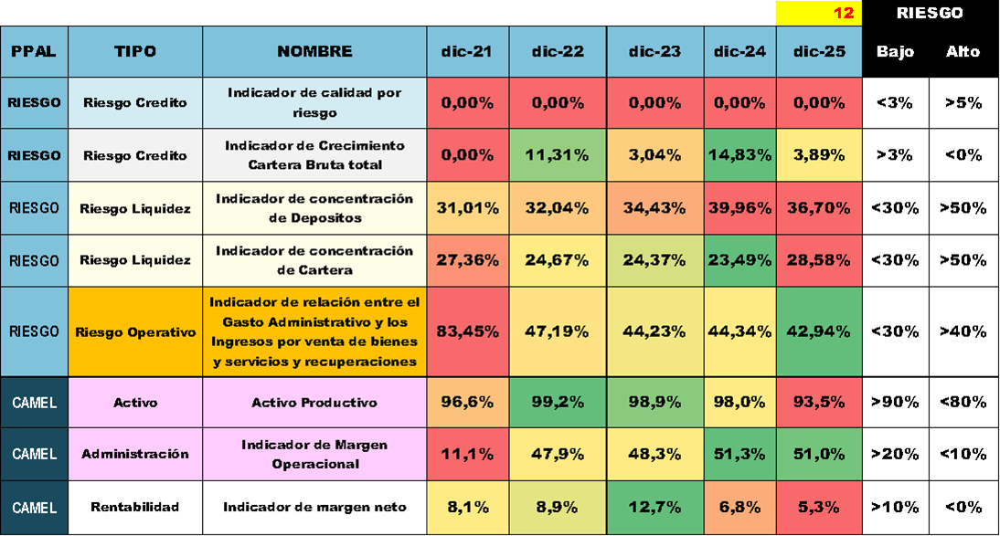 12 RIESGO
PPAL TIPO NOMBRE dic-21 dic-22 dic-23 dic-24 dic-25 Bajo Alto
RIESGO Riesgo Credito Indicador de calidad por
riesgo 0,00% 0,00% 0,00% 0,00% 0,00% <3% >5%
RIESGO Riesgo Credito Indicador de Crecimiento
Cartera Bruta total 0,00% 11,31% 3,04% 14,83% 3,89% >3% <0%
RIESGO Riesgo Liquidez Indicador de concentración
de Depositos 31,01% 32,04% 34,43% 39,96% 36,70% <30% >50%
RIESGO Riesgo Liquidez Indicador de concentración
de Cartera 27,36% 24,67% 24,37% 23,49% 28,58% <30% >50%
RIESGO Riesgo Operativo Indicador de relación entre el
Gasto Administrativo y los
Ingresos por venta de bienes
y servicios y recuperaciones 83,45% 47,19% 44,23% 44,34% 42,94% <30% >40%
CAMEL Activo Activo Productivo 96,6% 99,2% 98,9% 98,0% 93,5% >90% <80%
CAMEL Administración Indicador de Margen
Operacional 11,1% 47,9% 48,3% 51,3% 51,0% >20% <10%
CAMEL Rentabilidad Indicador de margen neto 8,1% 8,9% 12,7% 6,8% 5,3% >10% <0%